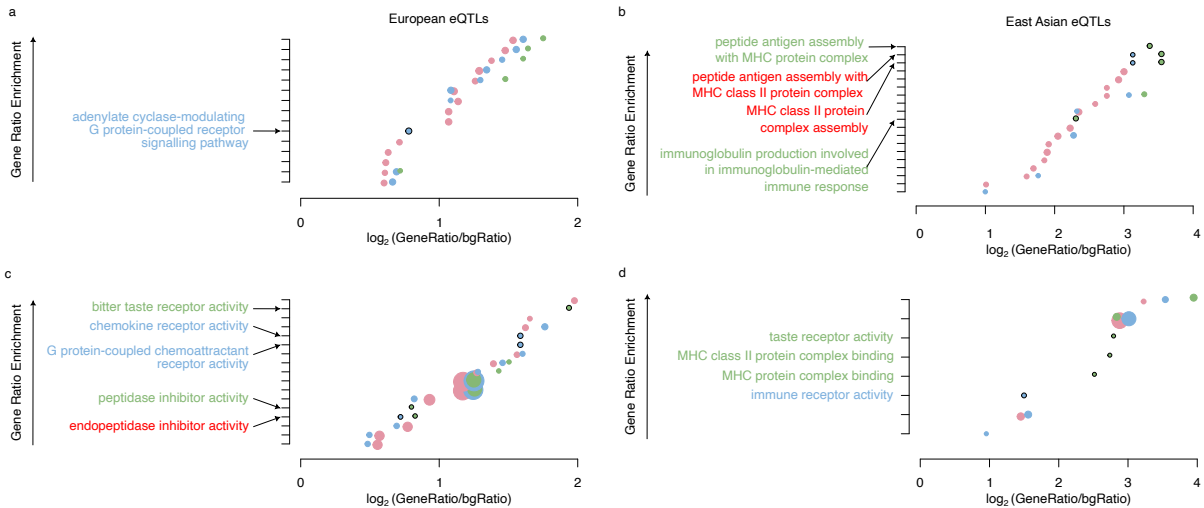 a
European eQTLs
Gene Ratio Enrichment
adenylate cyclase-modulating
G protein-coupled receptor
signalling pathway
0
1
2
log2 (GeneRatio/bgRatio)
b
East Asian eQTLs
Gene Ratio Enrichment
peptide antigen assembly
with MHC protein complex
peptide antigen assembly with
MHC class II protein complex
MHC class II protein
complex assembly
immunoglobulin production involved
in immunoglobulin-mediated
immune response
0
1
2
3
4
log2 (GeneRatio/bgRatio)
c
Gene Ratio Enrichment
bitter taste receptor activity
chemokine receptor activity
G protein-coupled chemoattractant
receptor activity
peptidase inhibitor activity
endopeptidase inhibitor activity
0
1
2
log2 (GeneRatio/bgRatio)
d
Gene Ratio Enrichment
taste receptor activity
MHC class II protein complex binding
MHC protein complex binding
immune receptor activity
0
1
2
3
4
log2 (GeneRatio/bgRatio)